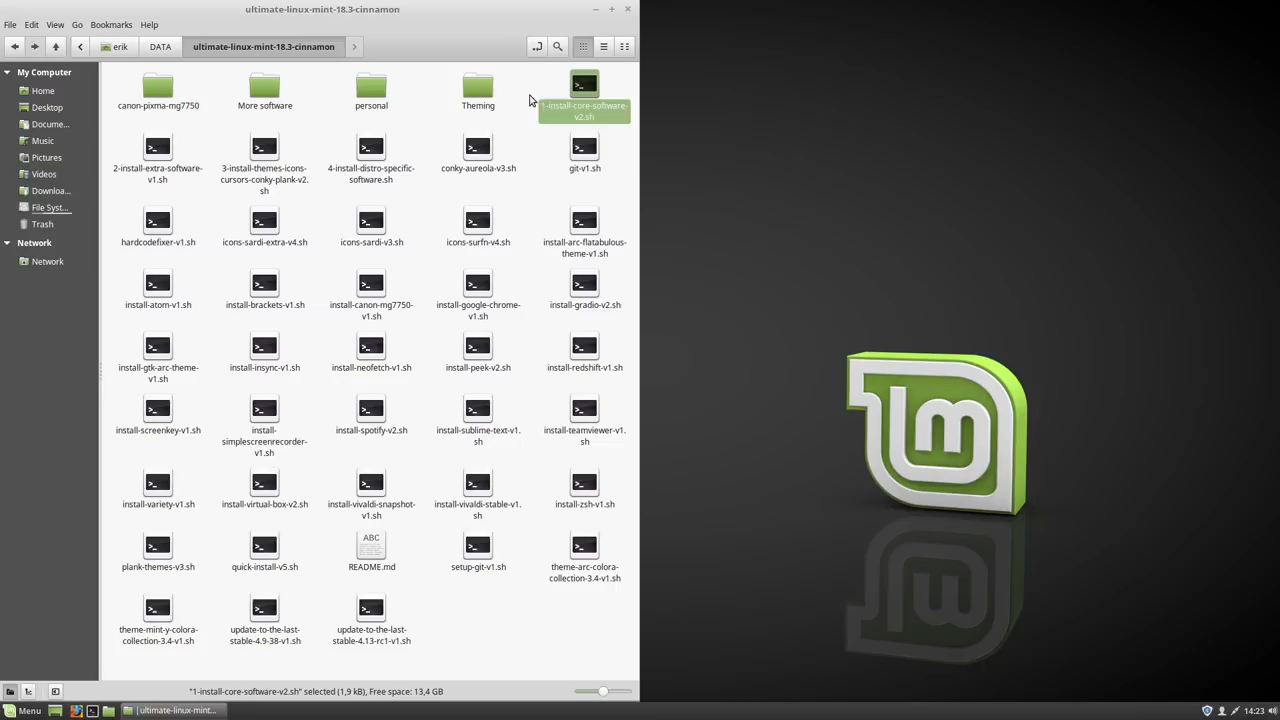 ultimate-linux-mint-18.3-cinnamon
File Edit View Go Bookmarks Help
erik DATA ultimate-linux-mint-18.3-cinnamon
My Computer
Home
Desktop
Docume...
Music
Pictures
Videos
Downloa...
File Syst...
Trash
Network
Network
canon-pixma-mg7750
More software
personal
Theming
1-install-core-software-
v2.sh
2-install-extra-software-
v1.sh
3-install-themes-icons-
cursors-conky-plank-v2.
sh
4-install-distro-specific-
software.sh
conky-aureola-v3.sh
git-v1.sh
hardcodefixer-v1.sh
icons-sardi-extra-v4.sh
icons-sardi-v3.sh
icons-surfn-v4.sh
install-arc-flatabulous-
theme-v1.sh
install-atom-v1.sh
install-brackets-v1.sh
install-canon-mg7750-
v1.sh
install-google-chrome-
v1.sh
install-gradio-v2.sh
install-gtk-arc-theme-
v1.sh
install-insync-v1.sh
install-neofetch-v1.sh
install-peek-v2.sh
install-redshift-v1.sh
install-screenkey-v1.sh
install-
simplescreenrecorder-
v1.sh
install-spotify-v2.sh
install-sublime-text-v1.
sh
install-teamviewer-v1.
sh
install-variety-v1.sh
install-virtual-box-v2.sh
install-vivaldi-snapshot-
v1.sh
install-vivaldi-stable-v1.
sh
install-zsh-v1.sh
plank-themes-v3.sh
quick-install-v5.sh
ABC
README.md
setup-git-v1.sh
theme-arc-colora-
collection-3.4-v1.sh
theme-mint-y-colora-
collection-3.4-v1.sh
update-to-the-last-
stable-4.9-38-v1.sh
update-to-the-last-
stable-4.13-rc1-v1.sh
"1-install-core-software-v2.sh" selected (1,9 kB), Free space: 13,4 GB
Menu [ultimate-linux-mint... 14:23